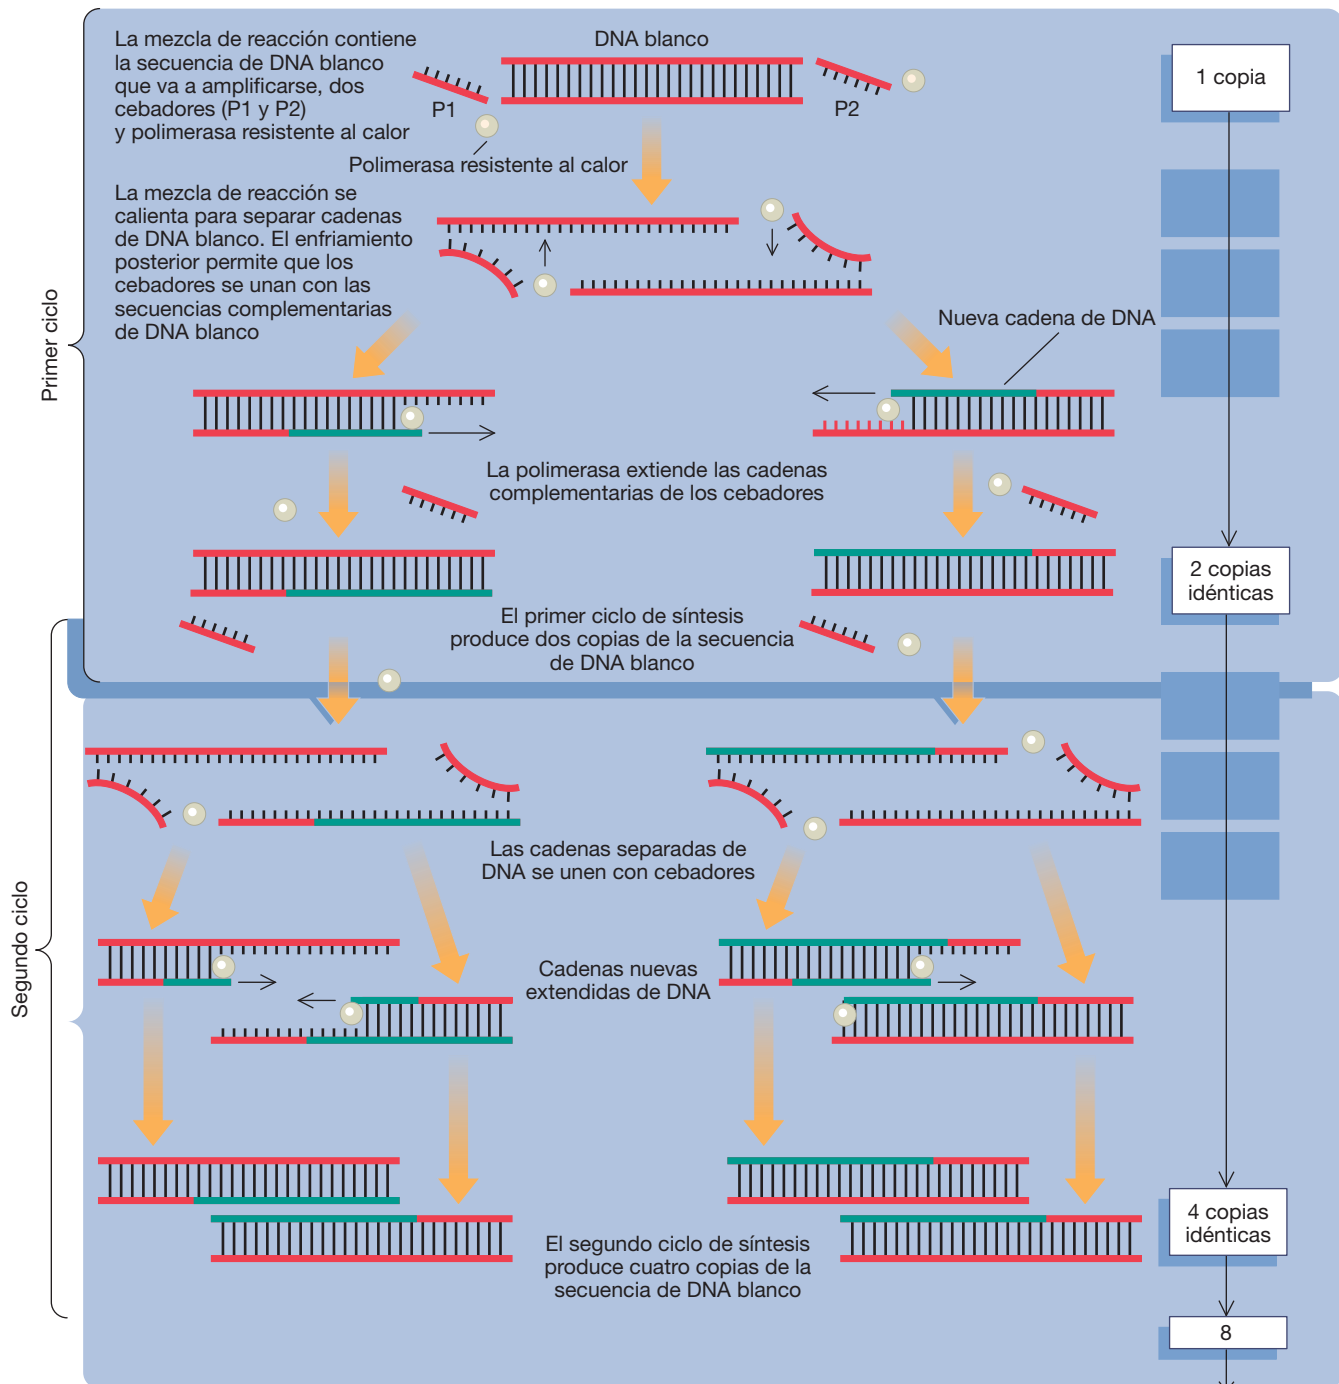 La mezcla de reacción contiene
la secuencia de DNA blanco
que va a amplificarse, dos
cebadores (P1 y P2)
y polimerasa resistente al calor
DNA blanco
P1
P2
1 copia
Polimerasa resistente al calor
La mezcla de reacción se
calienta para separar cadenas
de DNA blanco. El enfriamiento
posterior permite que los
cebadores se unan con las
secuencias complementarias
de DNA blanco
Primer ciclo
Nueva cadena de DNA
La polimerasa extiende las cadenas
complementarias de los cebadores
2 copias
idénticas
El primer ciclo de síntesis
produce dos copias de la secuencia
de DNA blanco
Segundo ciclo
Las cadenas separadas de
DNA se unen con cebadores
Cadenas nuevas
extendidas de DNA
4 copias
idénticas
El segundo ciclo de síntesis
produce cuatro copias de la
secuencia de DNA blanco
8